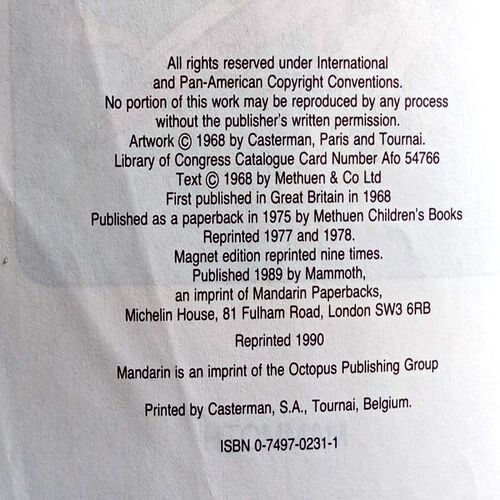 All rights reserved under International
and Pan-American Copyright Conventions.
No portion of this work may be reproduced by any process
without the publisher's written permission.
Artwork © 1968 by Casterman, Paris and Tournai.
Library of Congress Catalogue Card Number Afo 54766
Text © 1968 by Methuen & Co Ltd
First published in Great Britain in 1968
Published as a paperback in 1975 by Methuen Children's Books
Reprinted 1977 and 1978.
Magnet edition reprinted nine times.
Published 1989 by Mammoth,
an imprint of Mandarin Paperbacks,
Michelin House, 81 Fulham Road, London SW3 6RB
Reprinted 1990
Mandarin is an imprint of the Octopus Publishing Group
Printed by Casterman, S.A., Tournai, Belgium.
ISBN 0-7497-0231-1